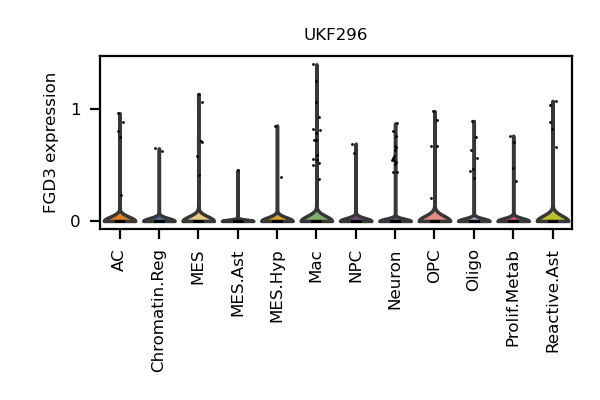 UKF296
FGD3 expression
1
0
AC
Chromatin.Reg
MES
MES.Ast
MES.Hyp
Mac
NPC
Neuron
OPC
Oligo
Prolif.Metab
Reactive.Ast